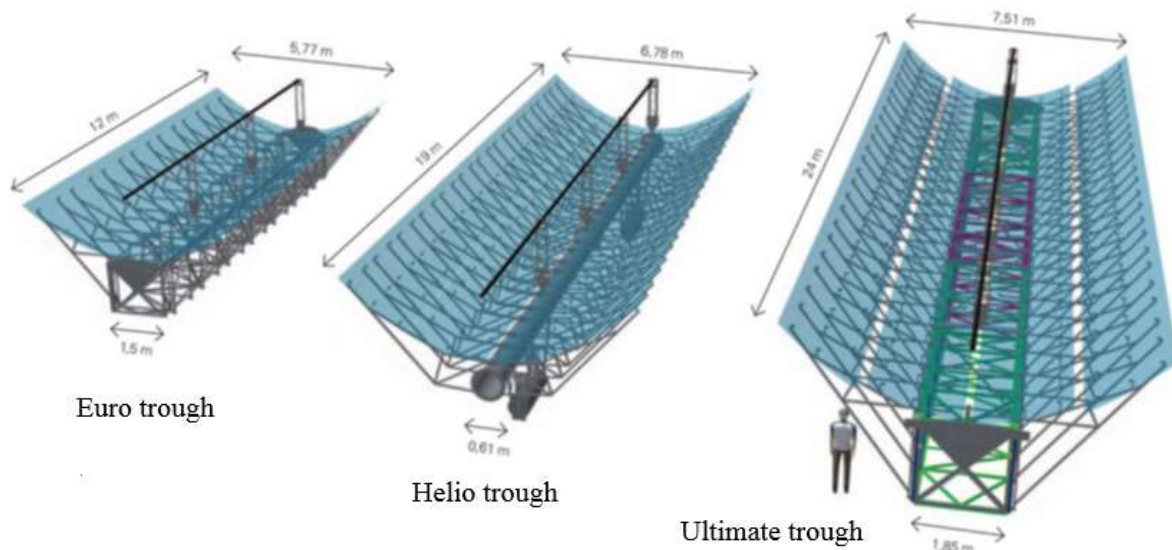 5,77 m
12 m
1,5 m
Euro trough
6,78 m
19 m
0,61 m
Helio trough
7,51 m
24 m
1,85 m
Ultimate trough